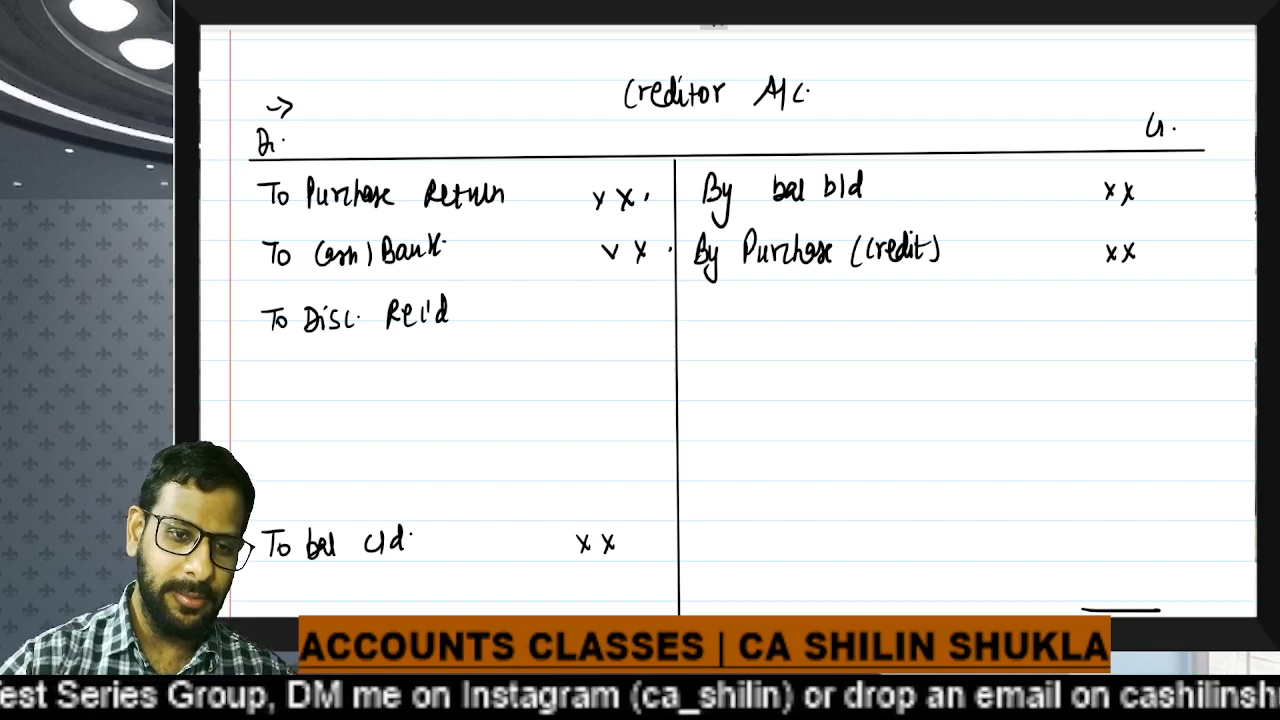 Creditor A/c.
Dr.
Cr.
To Purchase Return xx.
To Cash/Bank. xx.
To Disc. Rec'd
To bal c/d. xx
By bal b/d xx
By Purchase (credit) xx
ACCOUNTS CLASSES | CA SHILIN SHUKLA
Test Series Group, DM me on Instagram (ca_shilin) or drop an email on cashilinsh